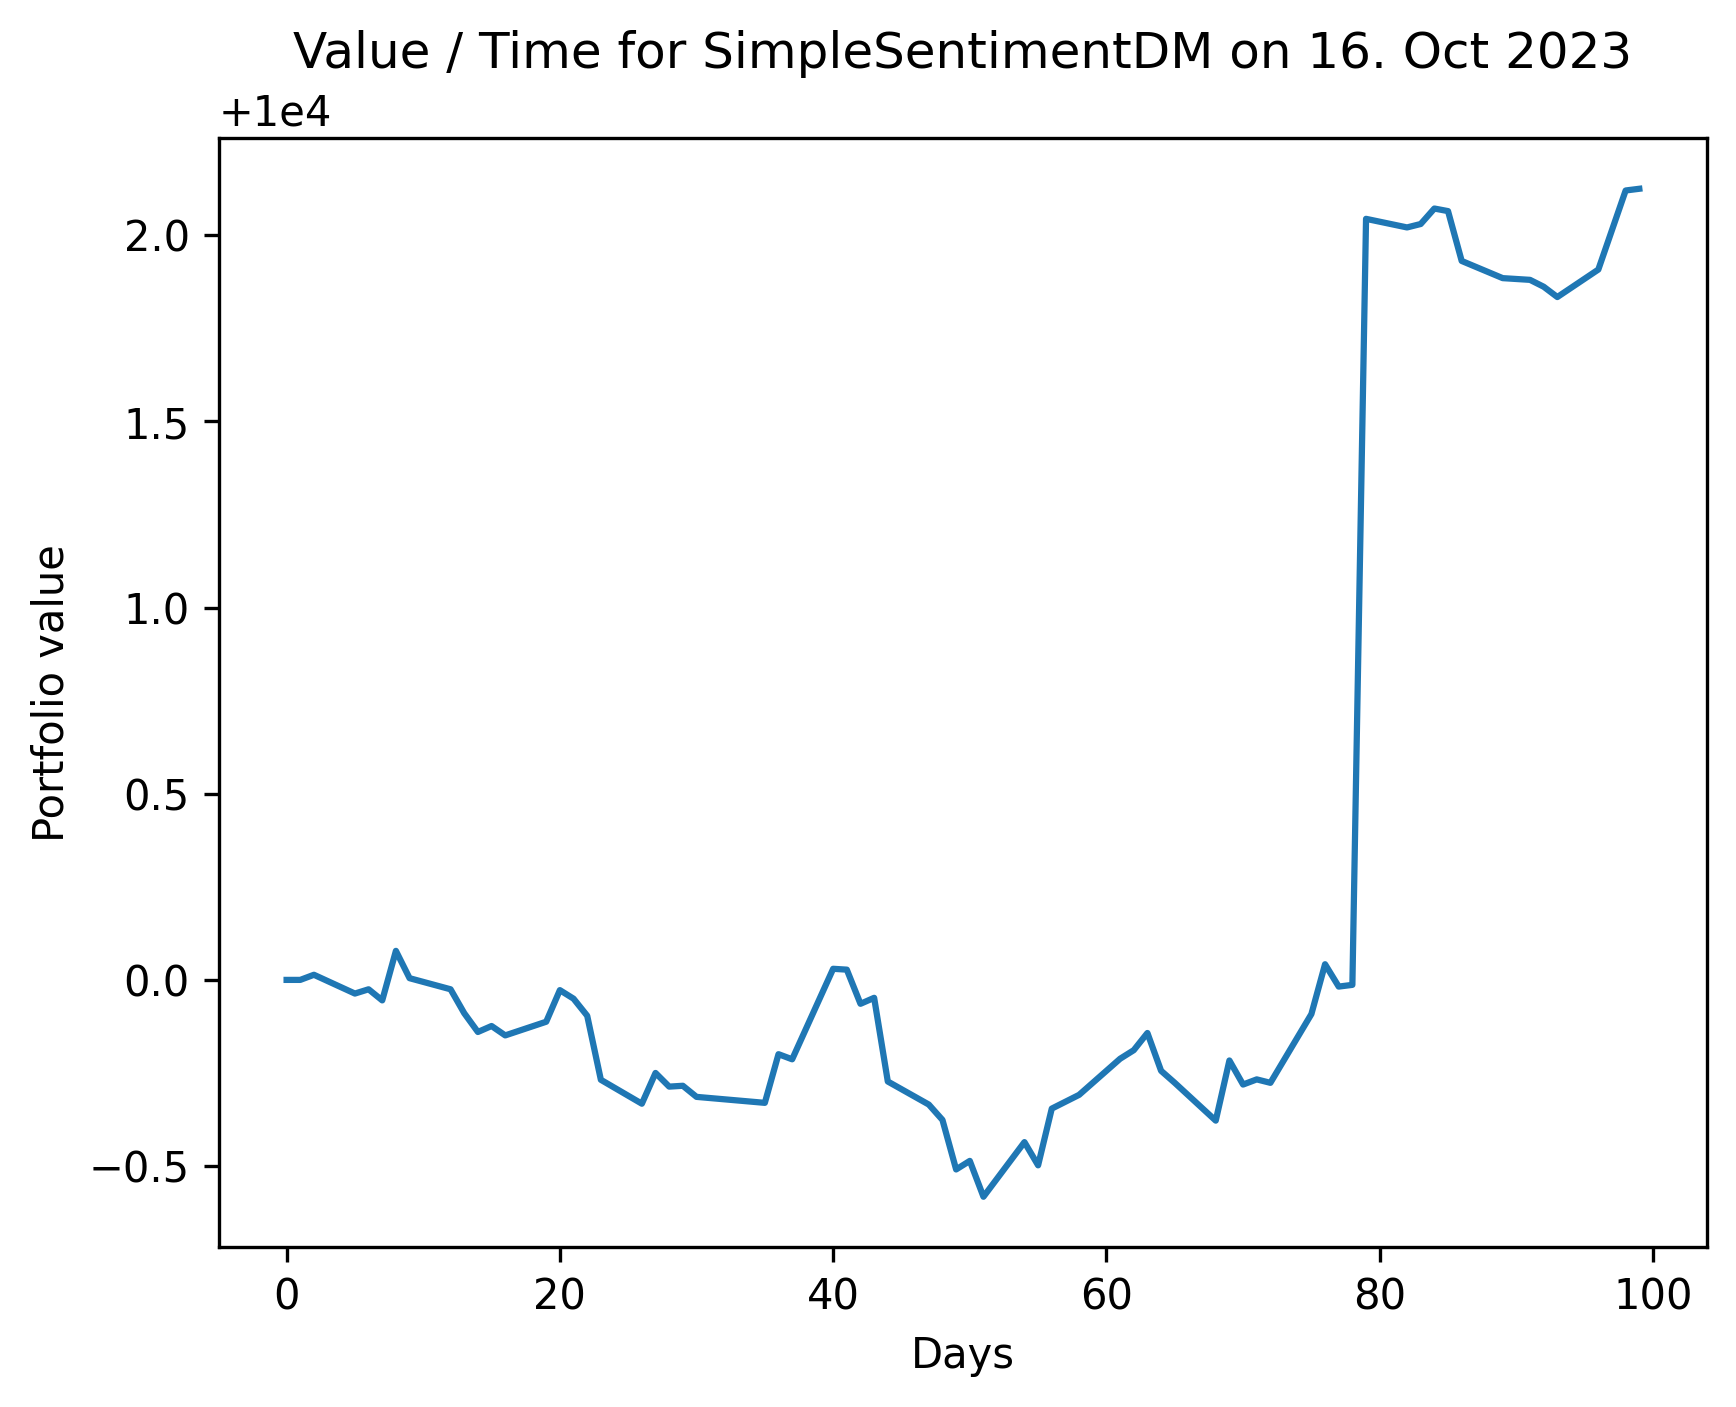 Value / Time for SimpleSentimentDM on 16. Oct 2023
+1e4
2.0
1.5
1.0
0.5
0.0
−0.5
Portfolio value
0 20 40 60 80 100
Days